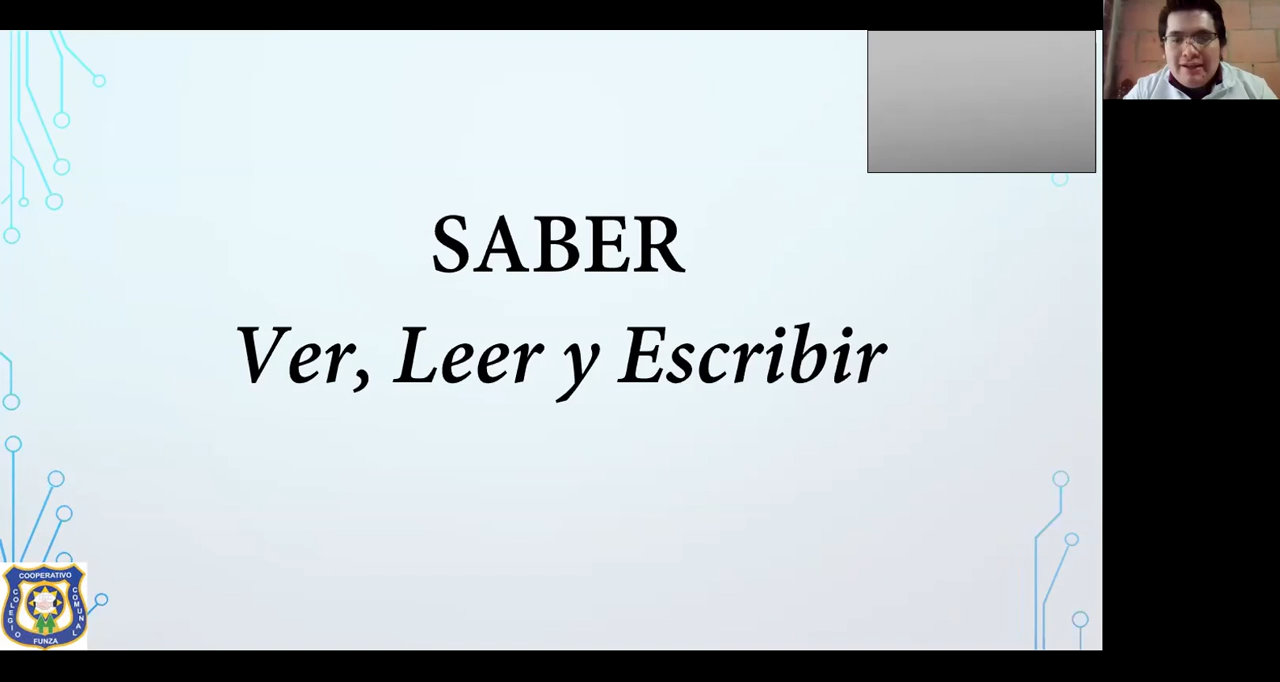 SABER
Ver, Leer y Escribir
COOPERATIVO
COLEGIO
COMUNAL
FUNZA